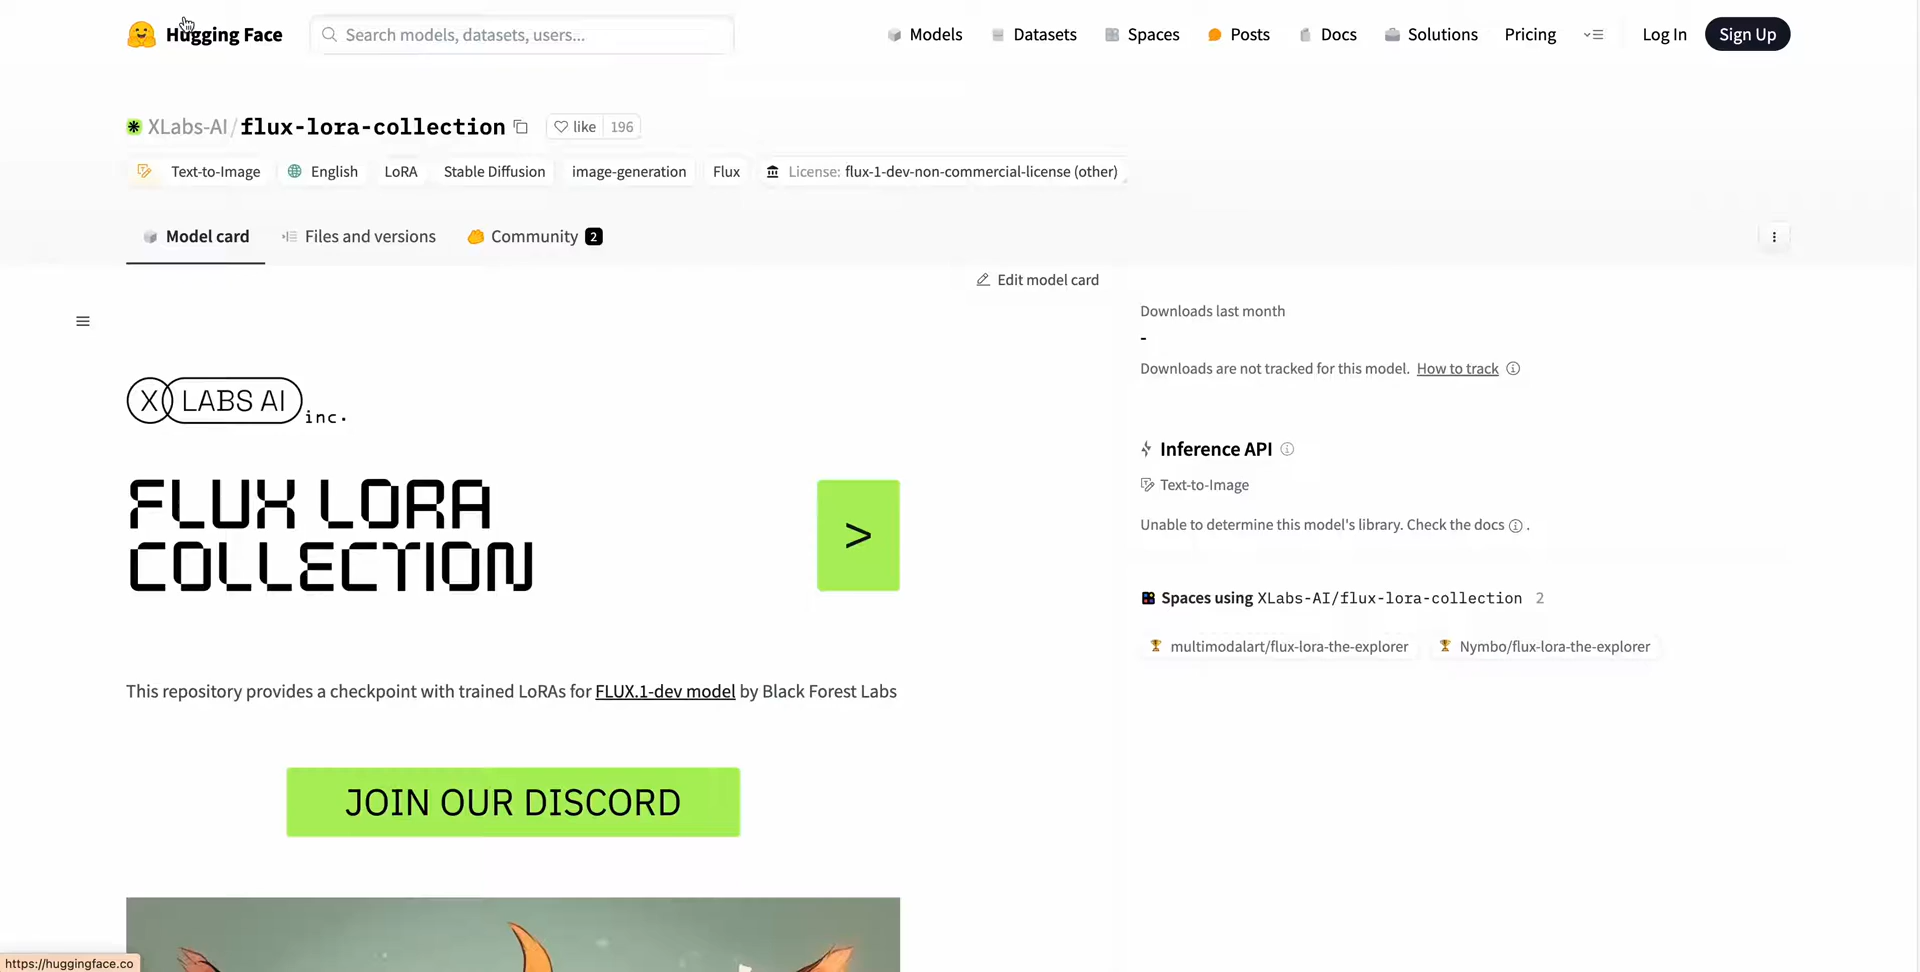 Hugging Face
Search models, datasets, users...
Models
Datasets
Spaces
Posts
Docs
Solutions
Pricing
Log In
Sign Up
XLabs-AI/flux-lora-collection
like 196
Text-to-Image
English
LoRA
Stable Diffusion
image-generation
Flux
License: flux-1-dev-non-commercial-license (other)
Model card
Files and versions
Community 2
Edit model card
X LABS AI inc.
FLUX LORA
COLLECTION
>
This repository provides a checkpoint with trained LoRAs for FLUX.1-dev model by Black Forest Labs
JOIN OUR DISCORD
Downloads last month
-
Downloads are not tracked for this model. How to track
Inference API
Text-to-Image
Unable to determine this model's library. Check the docs .
Spaces using XLabs-AI/flux-lora-collection 2
multimodalart/flux-lora-the-explorer
Nymbo/flux-lora-the-explorer
https://huggingface.co